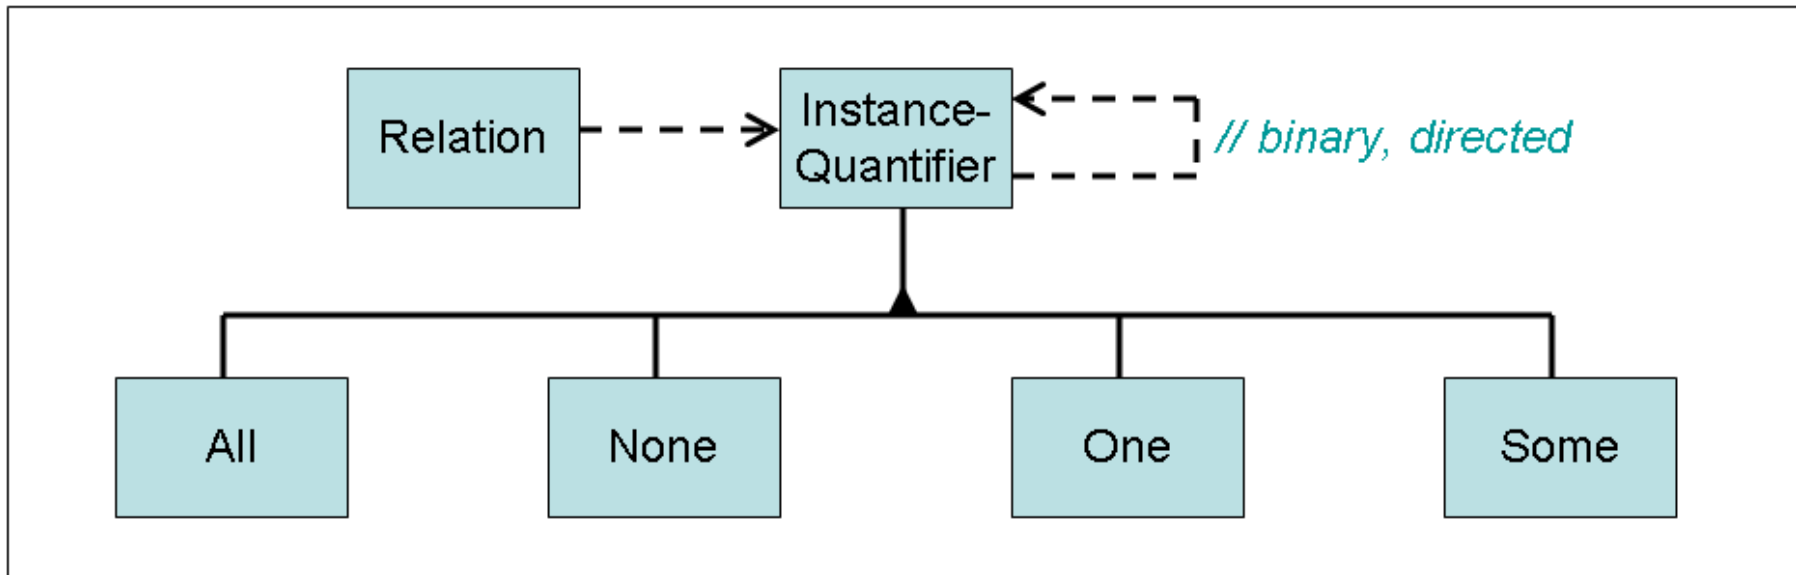 Relation
Instance-
Quantifier
// binary, directed
All
None
One
Some